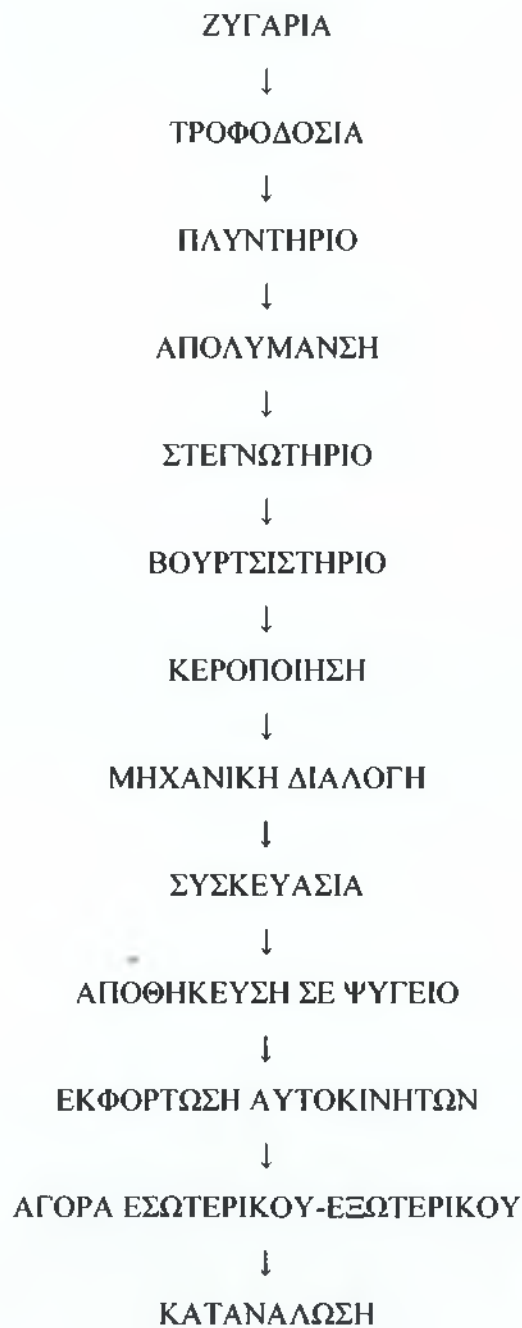 ΖΥΓΑΡΙΑ
↓
ΤΡΟΦΟΔΟΣΙΑ
↓
ΠΛΥΝΤΗΡΙΟ
↓
ΑΠΟΛΥΜΑΝΣΗ
↓
ΣΤΕΓΝΩΤΗΡΙΟ
↓
ΒΟΥΡΤΣΙΣΤΗΡΙΟ
↓
ΚΕΡΟΠΟΙΗΣΗ
↓
ΜΗΧΑΝΙΚΗ ΔΙΑΛΟΓΗ
↓
ΣΥΣΚΕΥΑΣΙΑ
↓
ΑΠΟΘΗΚΕΥΣΗ ΣΕ ΨΥΓΕΙΟ
↓
ΕΚΦΟΡΤΩΣΗ ΑΥΤΟΚΙΝΗΤΩΝ
↓
ΑΓΟΡΑ ΕΣΩΤΕΡΙΚΟΥ-ΕΞΩΤΕΡΙΚΟΥ
↓
ΚΑΤΑΝΑΛΩΣΗ